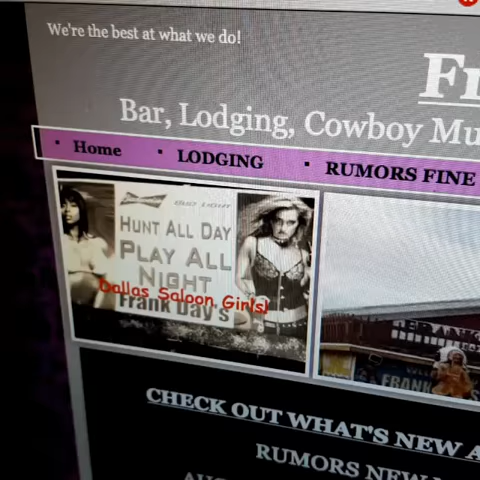 We're the best at what we do!
Fr
Bar, Lodging, Cowboy Mu
Home LODGING RUMORS FINE
BUD LIGHT
HUNT ALL DAY
PLAY ALL
NIGHT
Dallas Saloon Girls!
Frank Day's
FRANK
CHECK OUT WHAT'S NEW A
RUMORS NEW